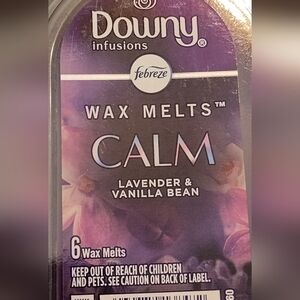 Downy®
infusions
febreze
WAX MELTS™
CALM
LAVENDER &
VANILLA BEAN
6 Wax Melts
KEEP OUT OF REACH OF CHILDREN
AND PETS. SEE CAUTION ON BACK OF LABEL.